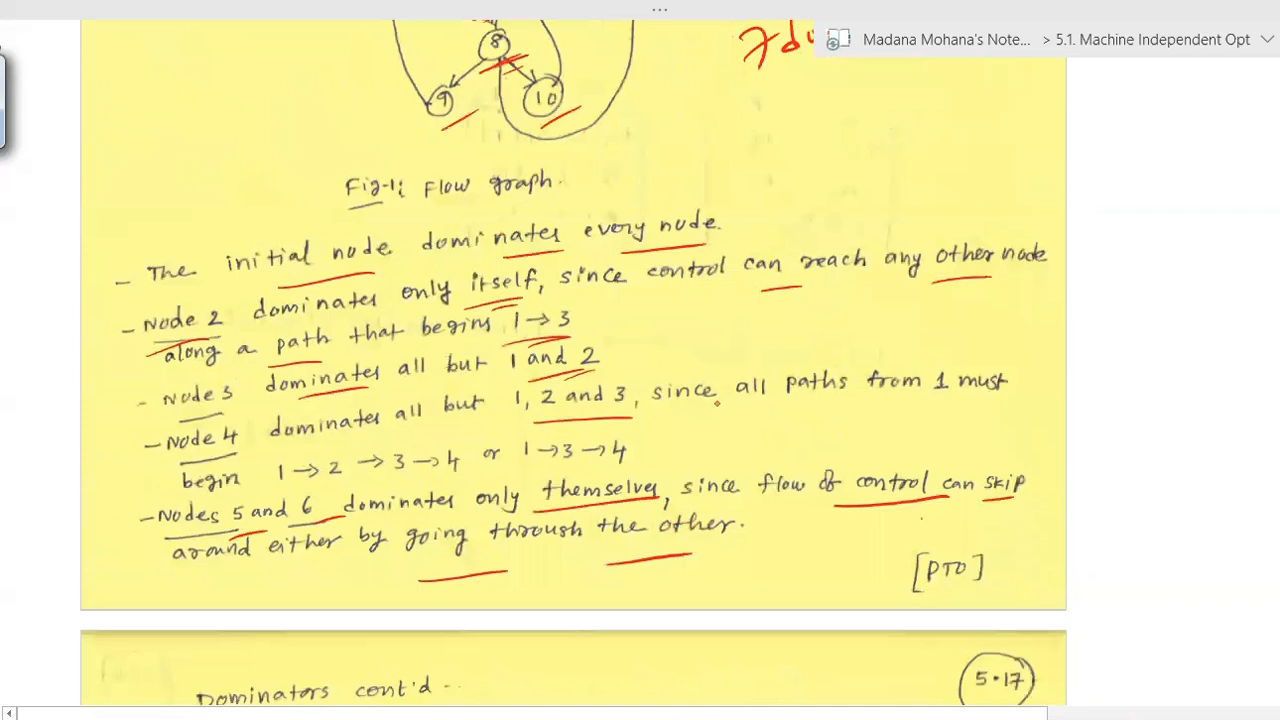 ...
7 do
Madana Mohana's Note... > 5.1. Machine Independent Opt
8
9
10
Fig-1: Flow graph.
- The initial node dominates every node.
- Node 2 dominates only itself, since control can reach any other node
along a path that begins 1 → 3
- Node 3 dominates all but 1 and 2
- Node 4 dominates all but 1, 2 and 3, since all paths from 1 must
begin 1 → 2 → 3 → 4 or 1 → 3 → 4
- Nodes 5 and 6 dominates only themselves, since flow of control can skip
around either by going through the other.
[PTO]
Dominators cont'd --
5.17